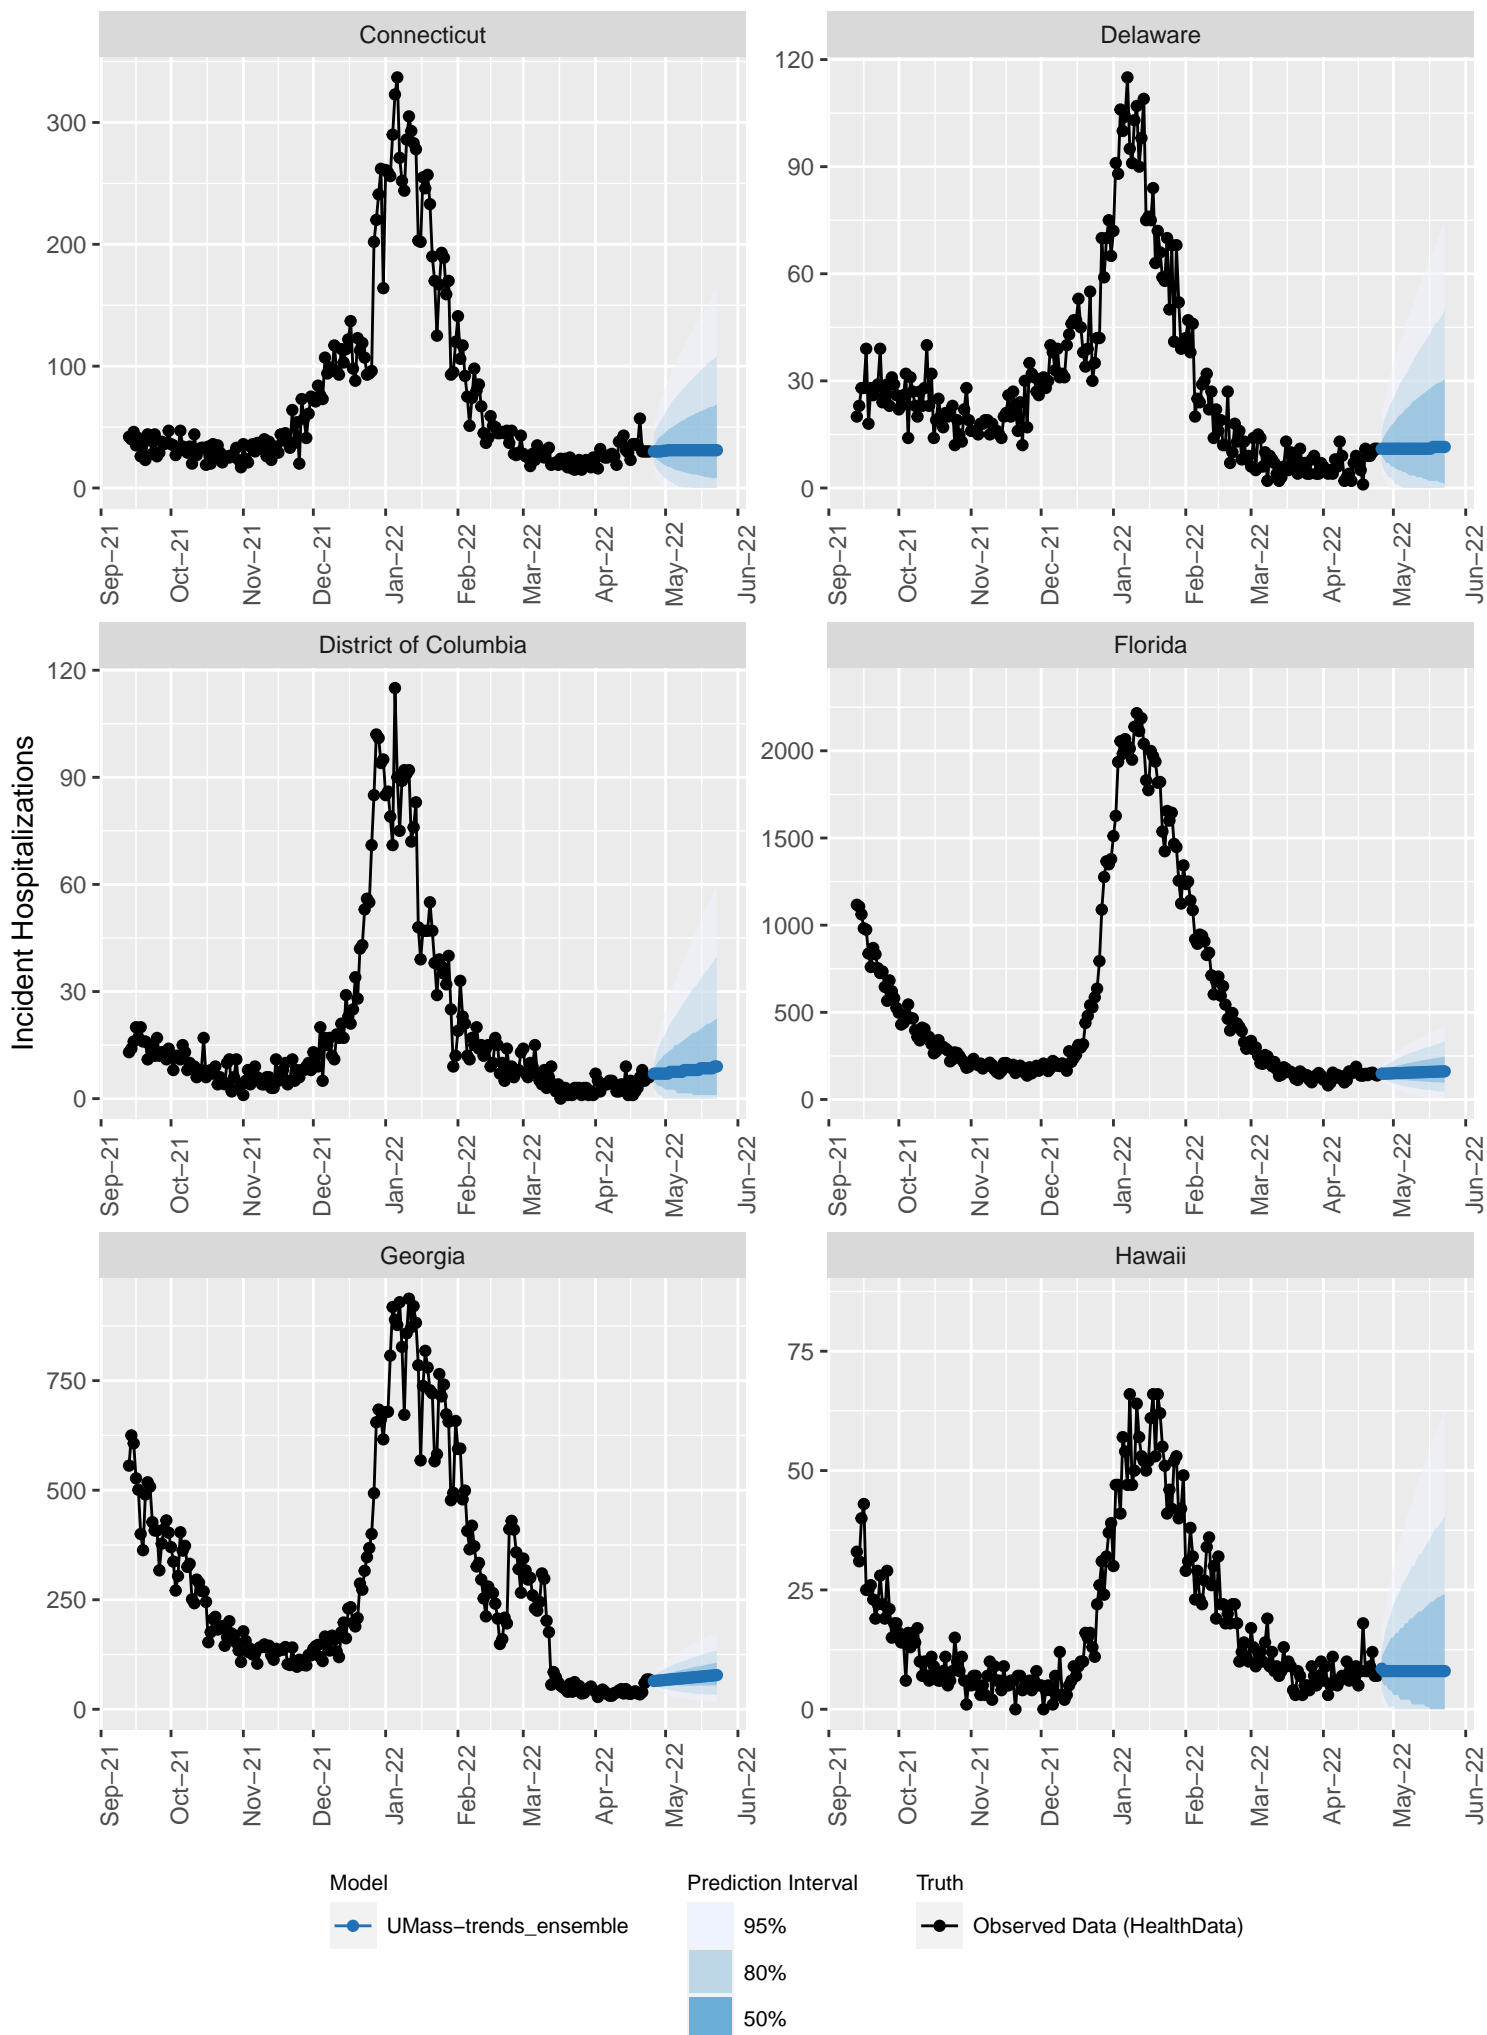 Connecticut
Delaware
0
100
200
300
0
30
60
90
120
Sep−21
Oct−21
Nov−21
Dec−21
Jan−22
Feb−22
Mar−22
Apr−22
May−22
Jun−22
Sep−21
Oct−21
Nov−21
Dec−21
Jan−22
Feb−22
Mar−22
Apr−22
May−22
Jun−22
Incident Hospitalizations
District of Columbia
Florida
0
30
60
90
120
0
500
1000
1500
2000
Sep−21
Oct−21
Nov−21
Dec−21
Jan−22
Feb−22
Mar−22
Apr−22
May−22
Jun−22
Sep−21
Oct−21
Nov−21
Dec−21
Jan−22
Feb−22
Mar−22
Apr−22
May−22
Jun−22
Georgia
Hawaii
0
250
500
750
0
25
50
75
Sep−21
Oct−21
Nov−21
Dec−21
Jan−22
Feb−22
Mar−22
Apr−22
May−22
Jun−22
Sep−21
Oct−21
Nov−21
Dec−21
Jan−22
Feb−22
Mar−22
Apr−22
May−22
Jun−22
Model
UMass−trends_ensemble
Prediction Interval
95%
80%
50%
Truth
Observed Data (HealthData)